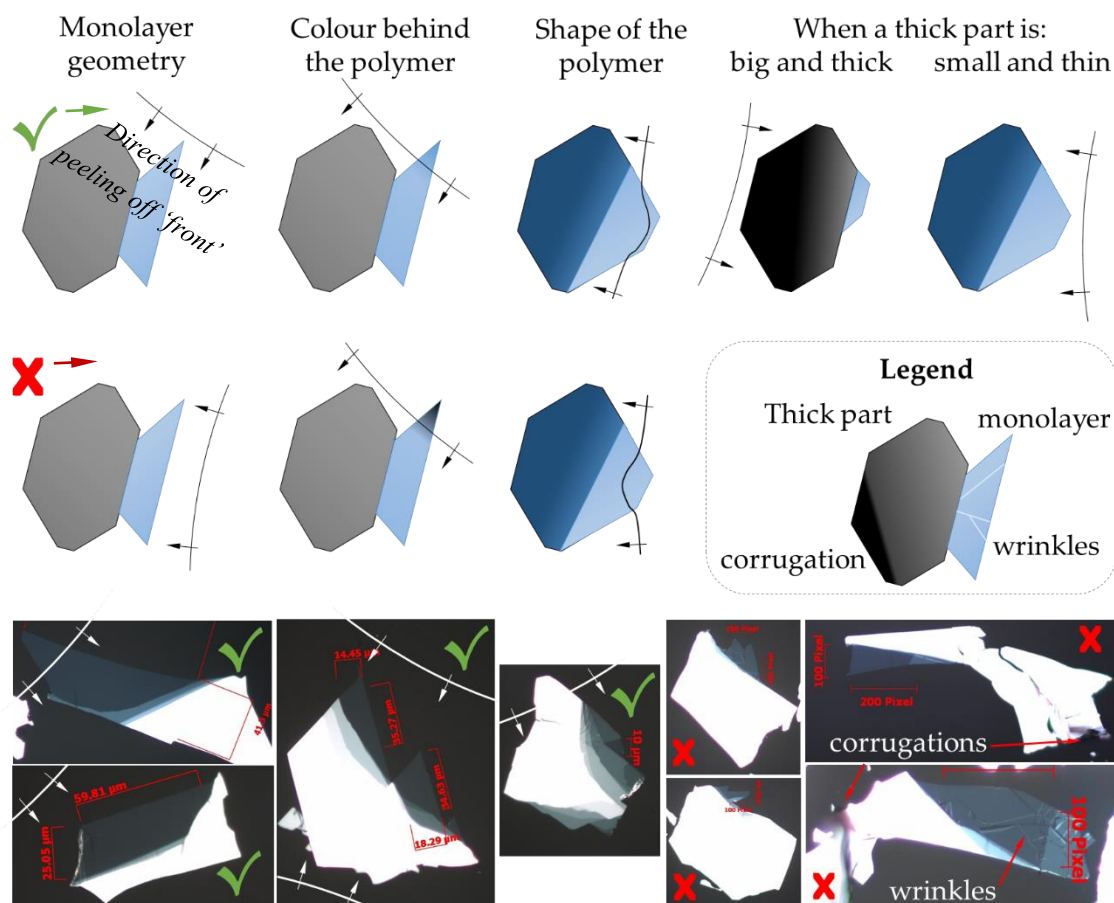 Monolayer
geometry
Colour behind
the polymer
Shape of the
polymer
When a thick part is:
big and thick
small and thin
Direction of
peeling off 'front'
Legend
Thick part
monolayer
corrugation
wrinkles
14.45 µm
35.27 µm
34.63 µm
18.29 µm
59.81 µm
25.05 µm
10 µm
100 Pixel
200 Pixel
corrugations
100 Pixel
100 Pixel
wrinkles